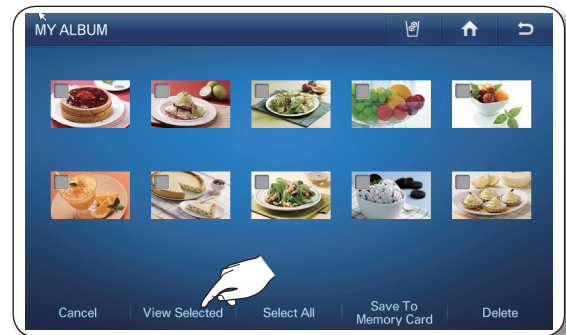 MY ALBUM
Cancel
View Selected
Select All
Save To
Memory Card
Delete